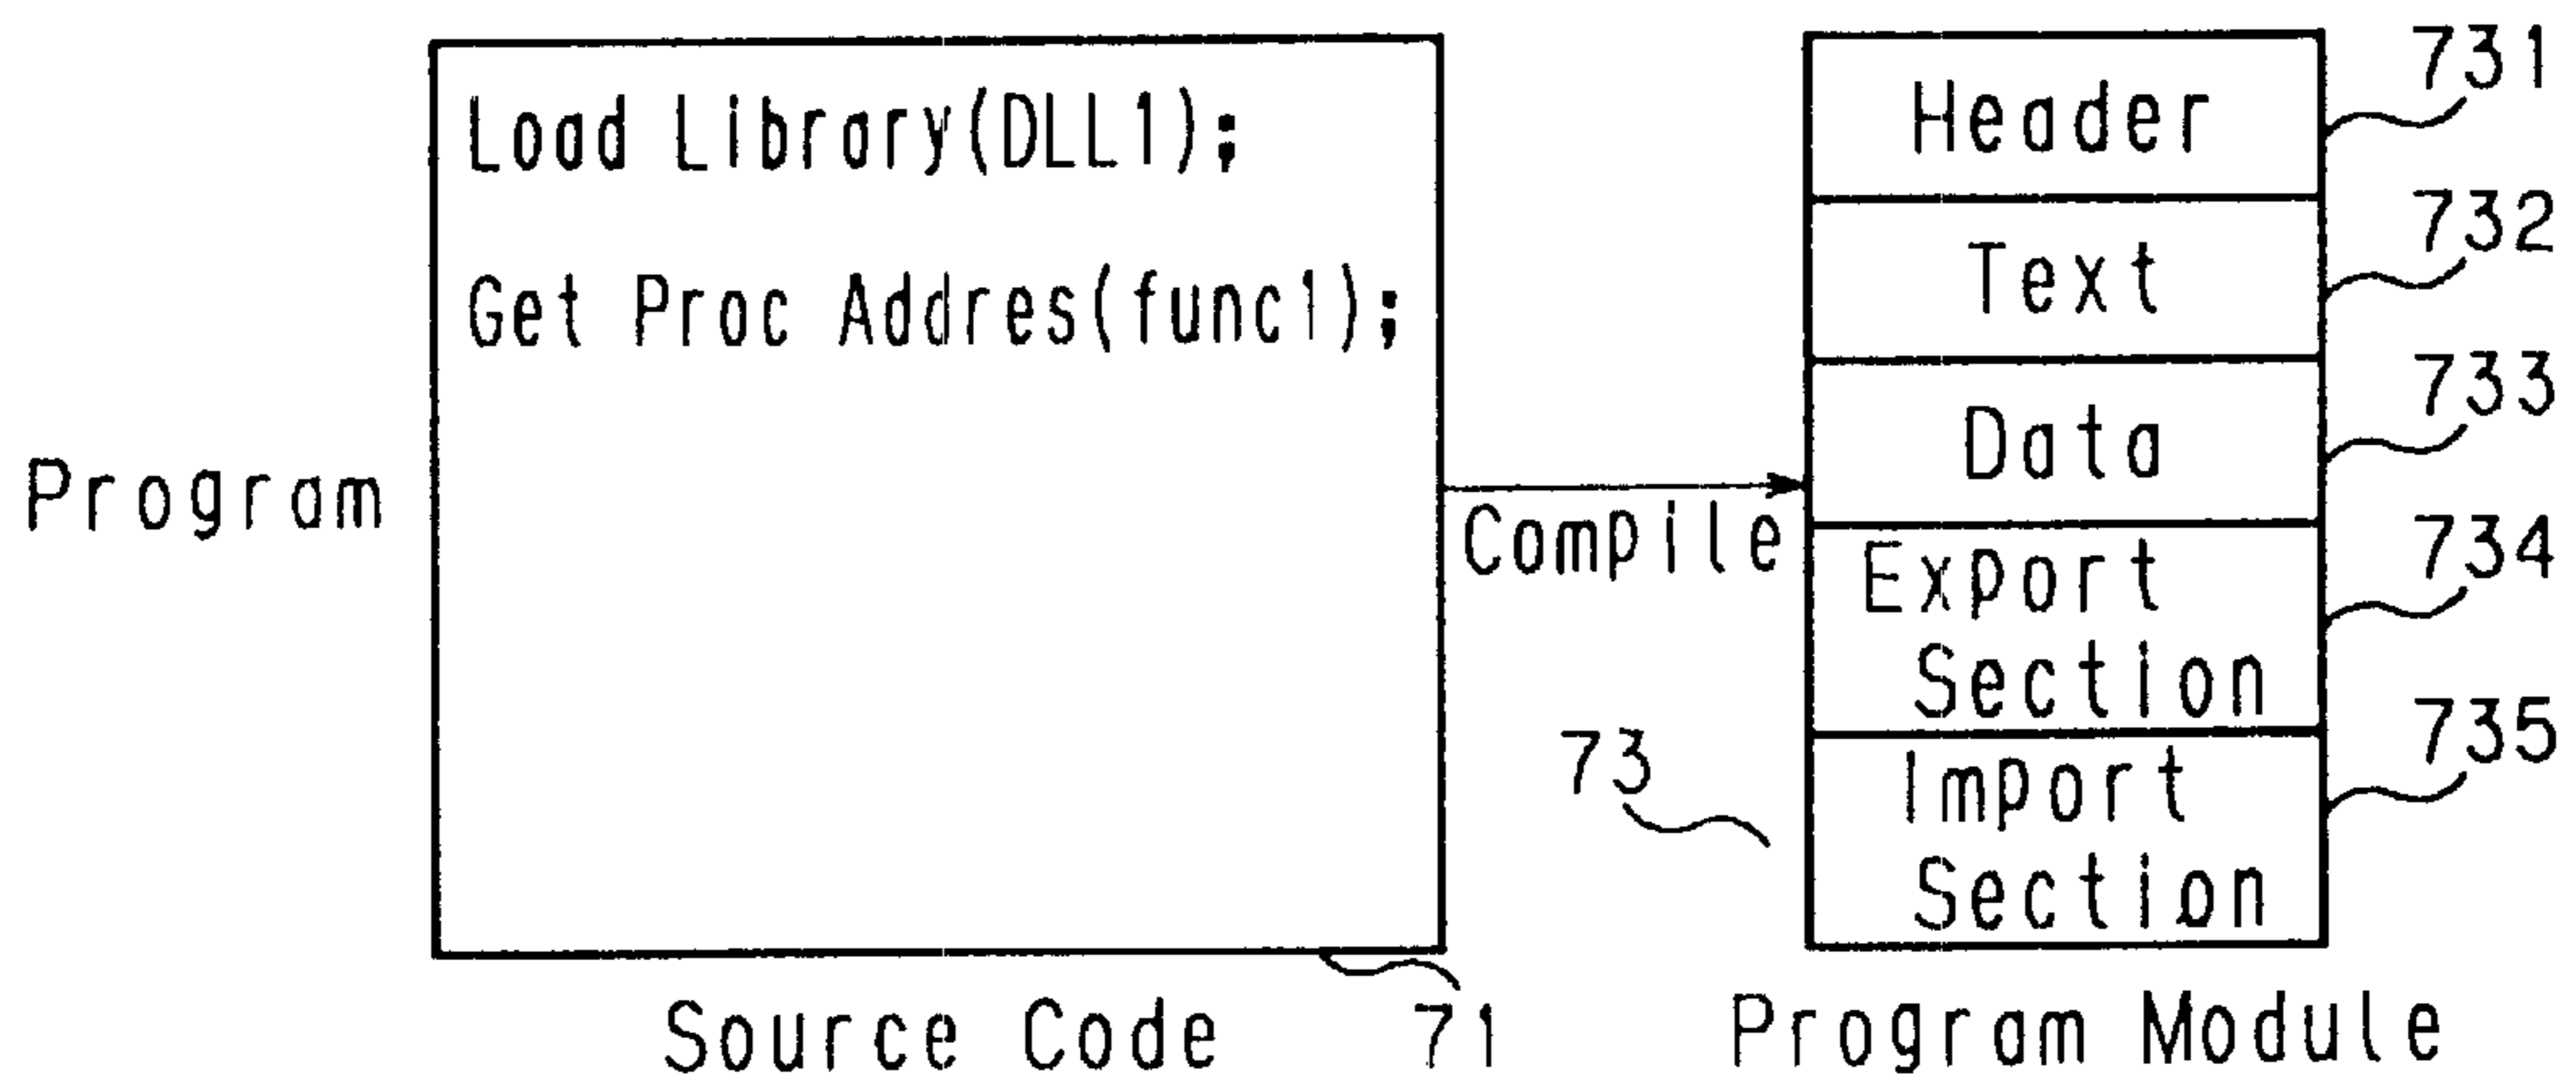 Program
Load Library(DLL1);
Get Proc Addres(func1);
Source Code
71
Compile
Header
731
Text
732
Data
733
Export
Section
734
Import
Section
735
73
Program Module